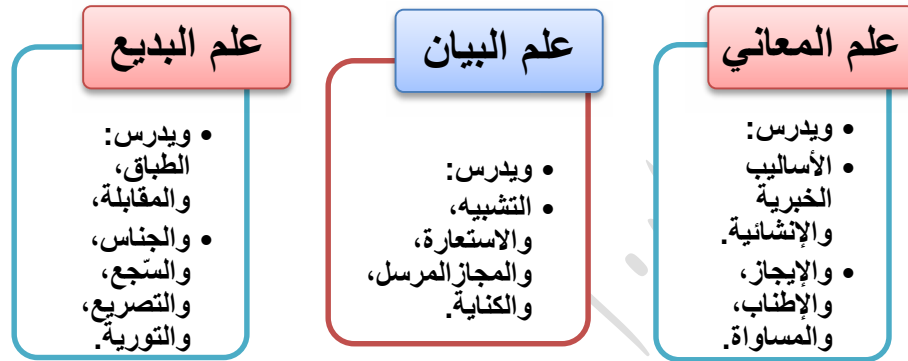 علم المعاني
• ويدرس:
• الأساليب
الخبرية
والإنشائية.
• والإيجاز،
والإطناب،
والمساواة.
علم البيان
• ويدرس:
• التشبيه،
والاستعارة،
والمجازالمرسل،
والكناية.
علم البديع
• ويدرس:
الطباق،
والمقابلة،
• والجناس،
والسّجع،
والتصريع،
والتورية.